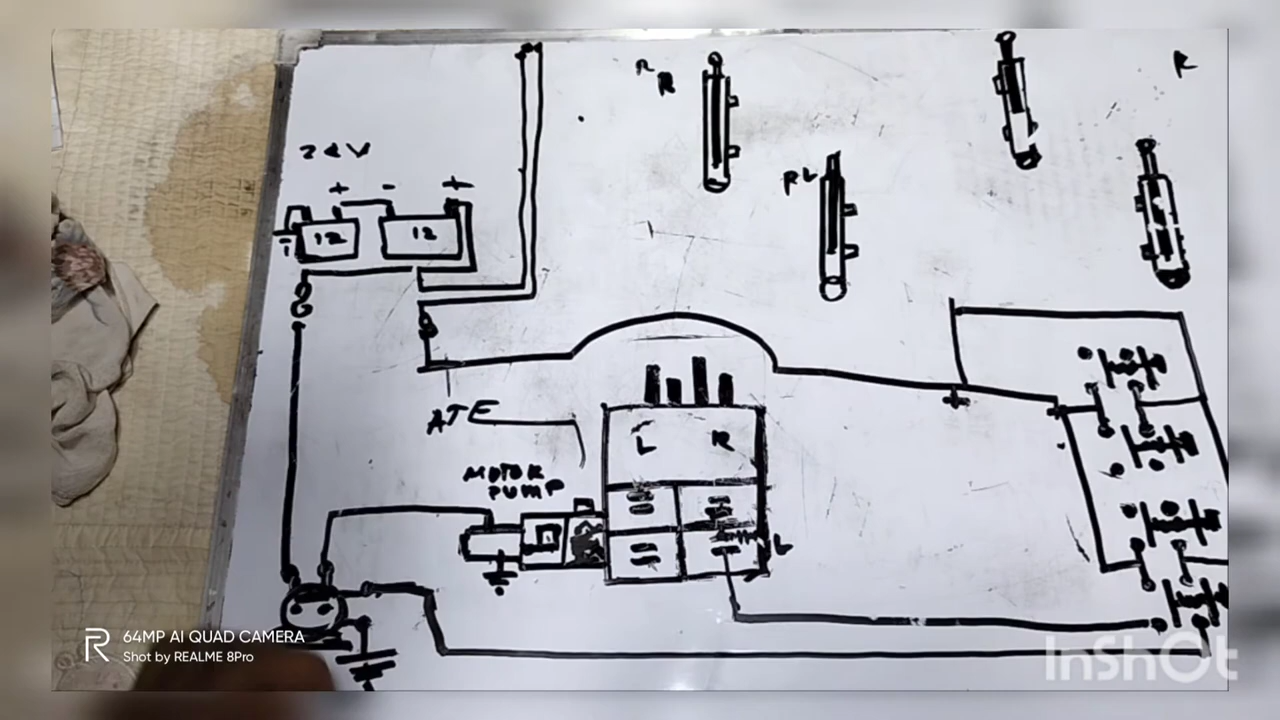 R
R
R
24V
RL
+ - +
12 12
ATE
L R
MOTOR
PUMP
+ +
L
64MP AI QUAD CAMERA
Shot by REALME 8Pro
InShOt